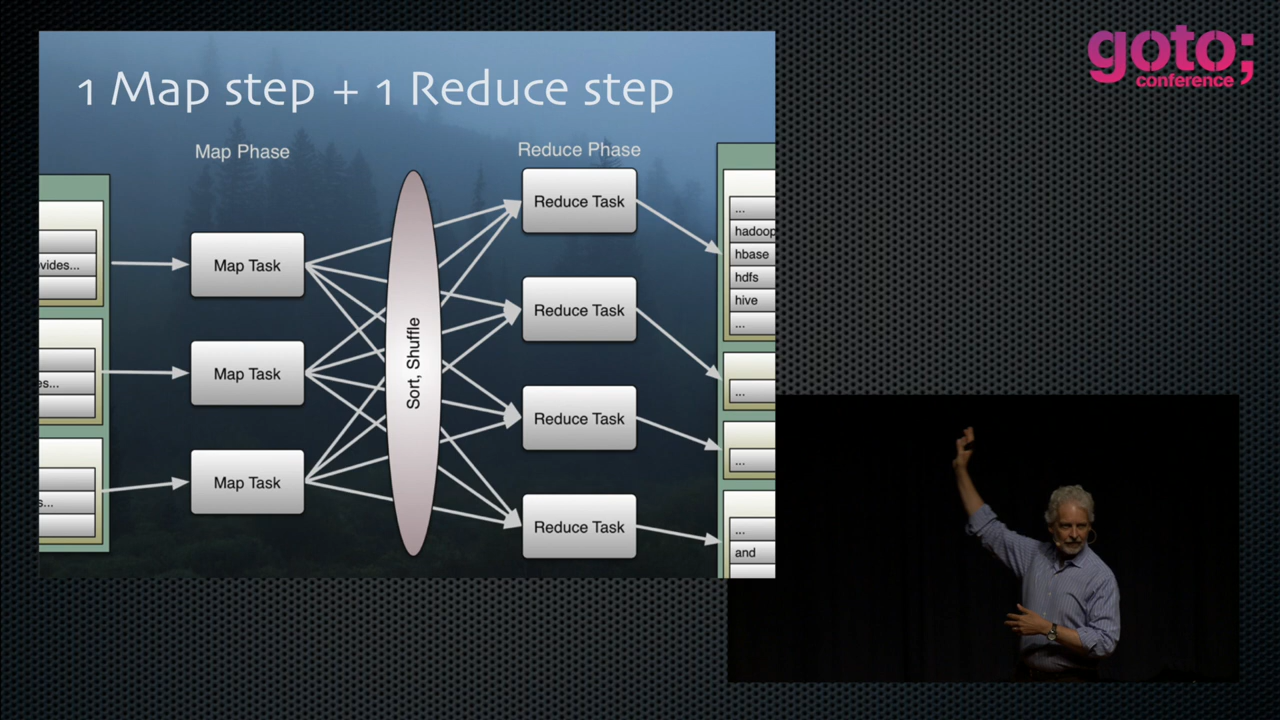 goto;
conference
1 Map step + 1 Reduce step
Map Phase
Reduce Phase
Map Task
Map Task
Map Task
Sort, Shuffle
Reduce Task
Reduce Task
Reduce Task
Reduce Task
vides...
es...
s...
...
hadoop
hbase
hdfs
hive
...
...
...
...
and